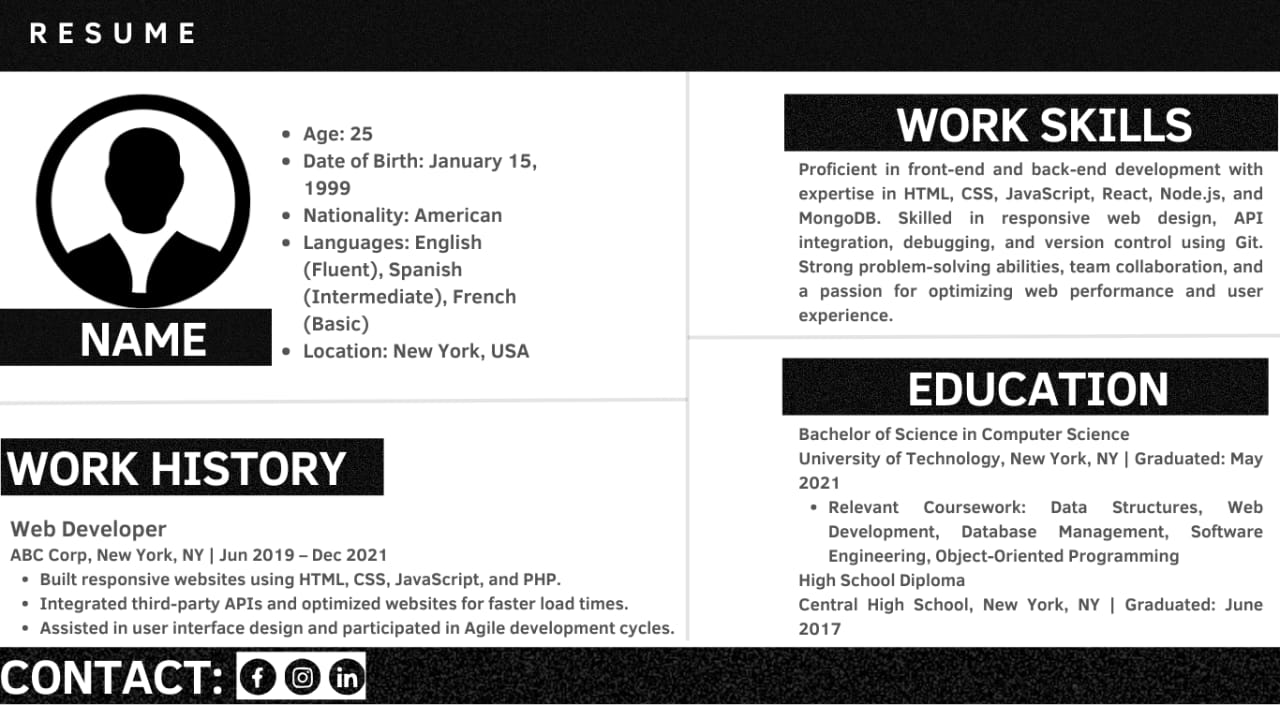 RESUME
NAME
• Age: 25
• Date of Birth: January 15,
1999
• Nationality: American
• Languages: English
(Fluent), Spanish
(Intermediate), French
(Basic)
• Location: New York, USA
WORK HISTORY
Web Developer
ABC Corp, New York, NY | Jun 2019 – Dec 2021
• Built responsive websites using HTML, CSS, JavaScript, and PHP.
• Integrated third-party APIs and optimized websites for faster load times.
• Assisted in user interface design and participated in Agile development cycles.
WORK SKILLS
Proficient in front-end and back-end development with
expertise in HTML, CSS, JavaScript, React, Node.js, and
MongoDB. Skilled in responsive web design, API
integration, debugging, and version control using Git.
Strong problem-solving abilities, team collaboration, and
a passion for optimizing web performance and user
experience.
EDUCATION
Bachelor of Science in Computer Science
University of Technology, New York, NY | Graduated: May
2021
• Relevant Coursework: Data Structures, Web
Development, Database Management, Software
Engineering, Object-Oriented Programming
High School Diploma
Central High School, New York, NY | Graduated: June
2017
CONTACT: